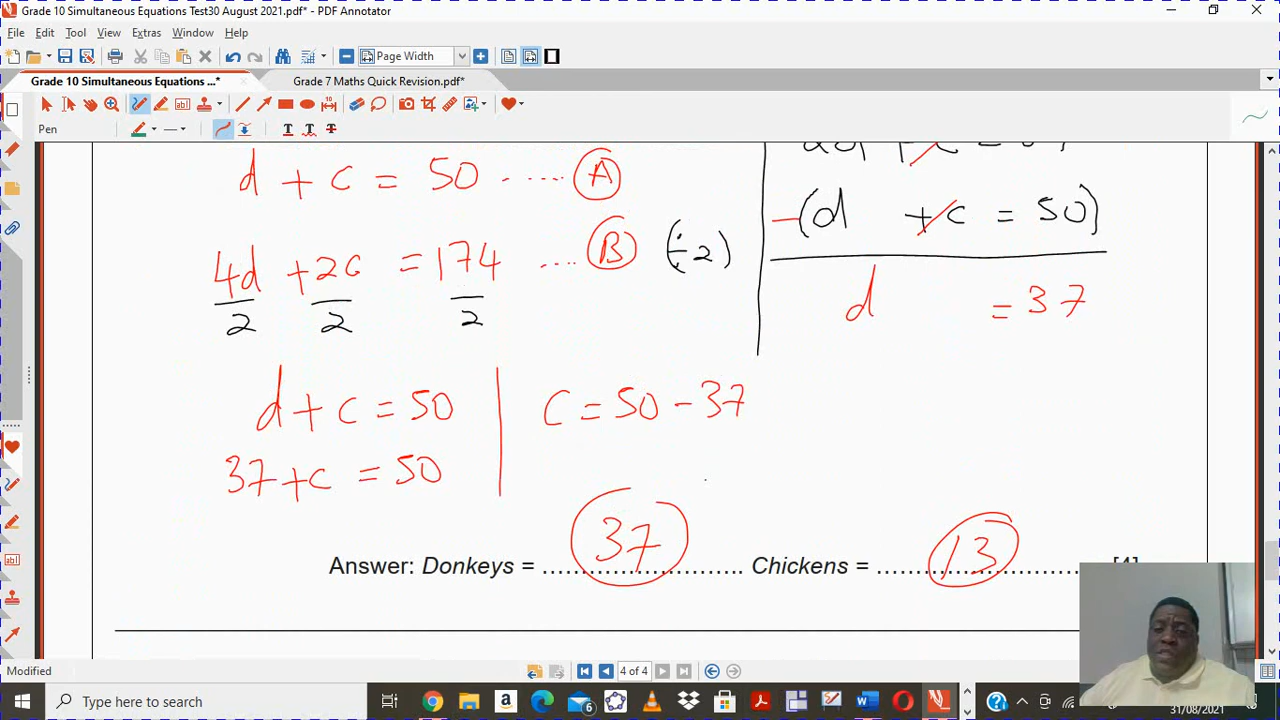 Grade 10 Simultaneous Equations Test30 August 2021.pdf* - PDF Annotator
File Edit Tool View Extras Window Help
Page Width
Grade 10 Simultaneous Equations ...* Grade 7 Maths Quick Revision.pdf*
Pen
d + c = 50 ..... A
-(d + c = 50)
4d + 2c = 174 .... B (÷2)
2 2 2
d = 37
d + c = 50
c = 50 - 37
37 + c = 50
37
13
Answer: Donkeys = .............................. Chickens = .............................. [4]
Modified
4 of 4
Type here to search
6
31/08/2021